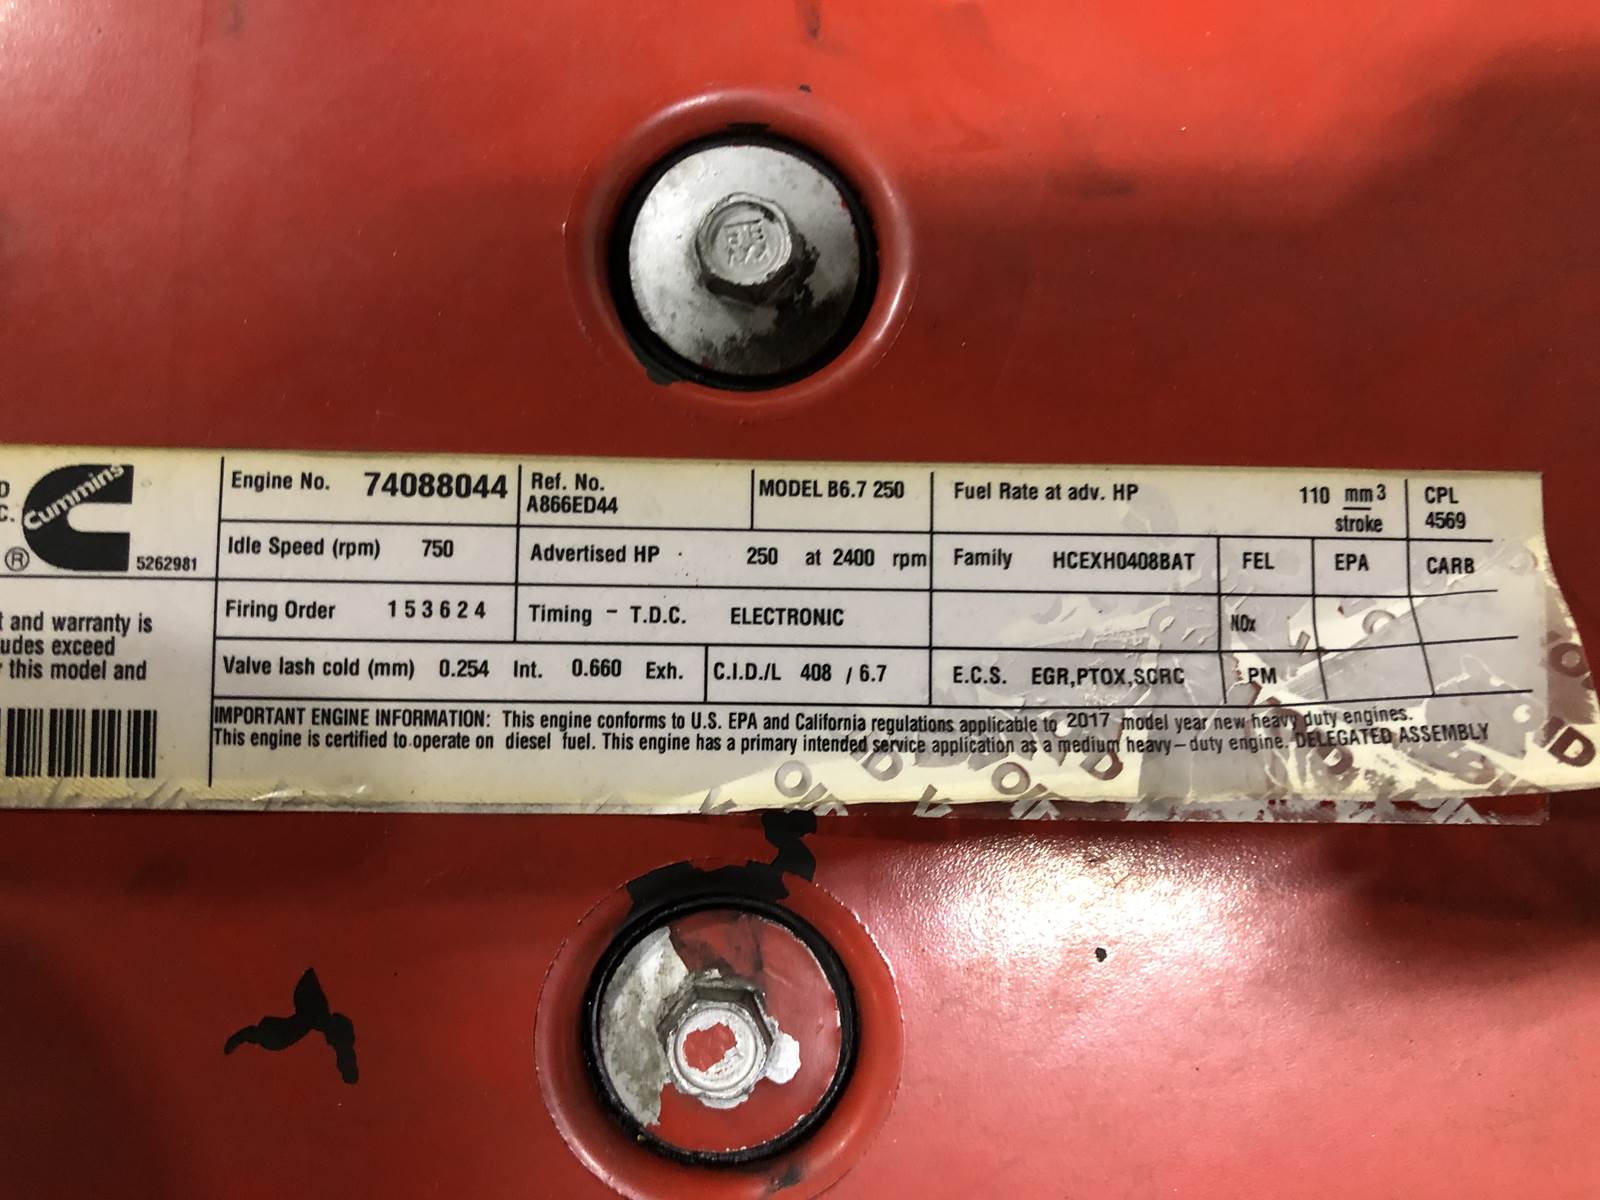 D
C.
Cummins
®
5262981
Engine No. 74088044
Ref. No.
A866ED44
MODEL B6.7 250
Fuel Rate at adv. HP 110 mm3
stroke
CPL
4569
Idle Speed (rpm) 750
Advertised HP 250 at 2400 rpm
Family HCEXH0408BAT
FEL
EPA
CARB
Firing Order 1 5 3 6 2 4
Timing - T.D.C. ELECTRONIC
NOx
Valve lash cold (mm) 0.254 Int. 0.660 Exh.
C.I.D./L 408 / 6.7
E.C.S. EGR,PTOX,SCRC
PM
t and warranty is
udes exceed
r this model and
IMPORTANT ENGINE INFORMATION: This engine conforms to U.S. EPA and California regulations applicable to 2017 model year new heavy duty engines.
This engine is certified to operate on diesel fuel. This engine has a primary intended service application as a medium heavy-duty engine. DELEGATED ASSEMBLY